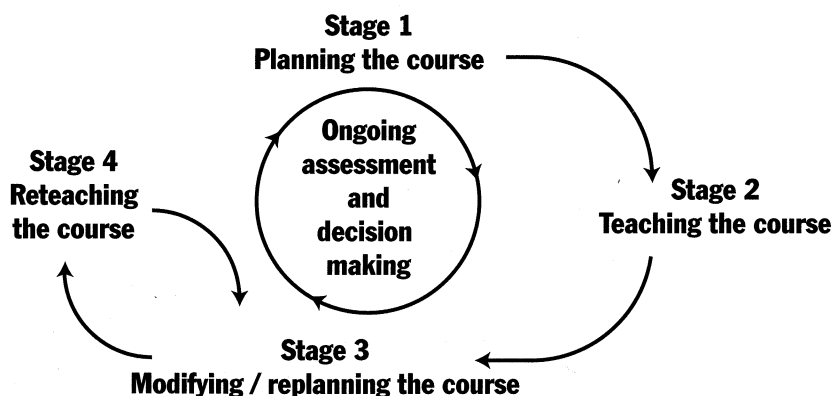 Stage 1
Planning the course
Ongoing
assessment
and
decision
making
Stage 2
Teaching the course
Stage 3
Modifying / replanning the course
Stage 4
Reteaching
the course